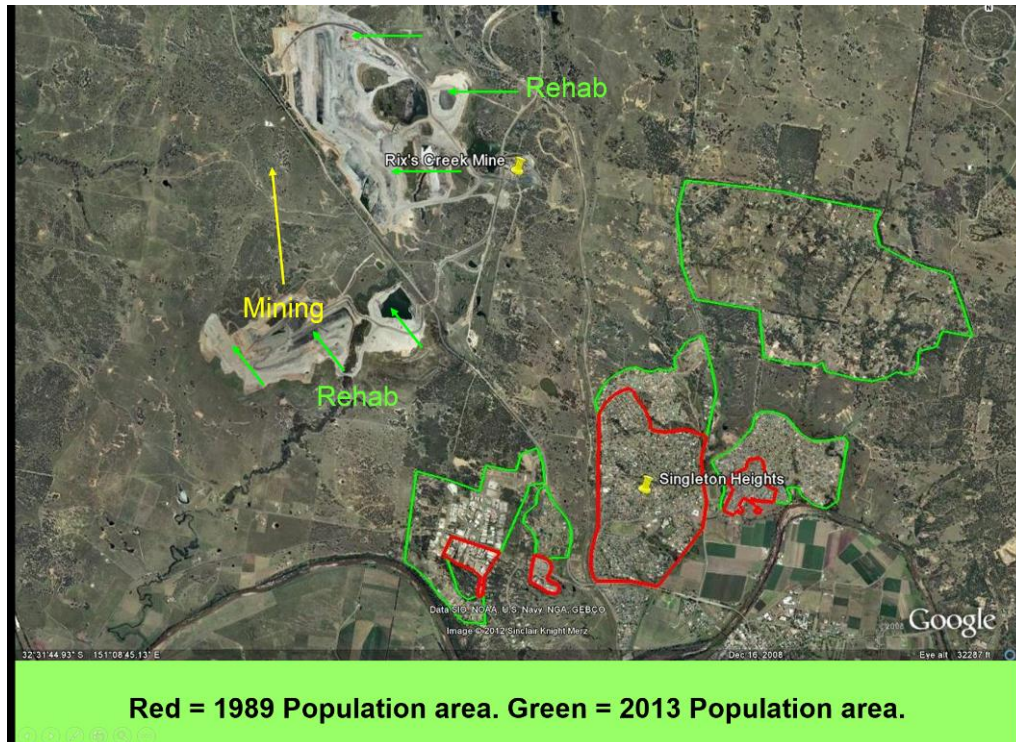 N
Rehab
Rix's Creek Mine
Mining
Rehab
Singleton Heights
Data SIO, NOAA, U.S. Navy, NGA, GEBCO
Image © 2012 Sinclair Knight Merz
© 2008 Google
32°31'44.93" S 151°08'45.13" E
Dec 16, 2008
Eye alt 32287 ft
Red = 1989 Population area. Green = 2013 Population area.